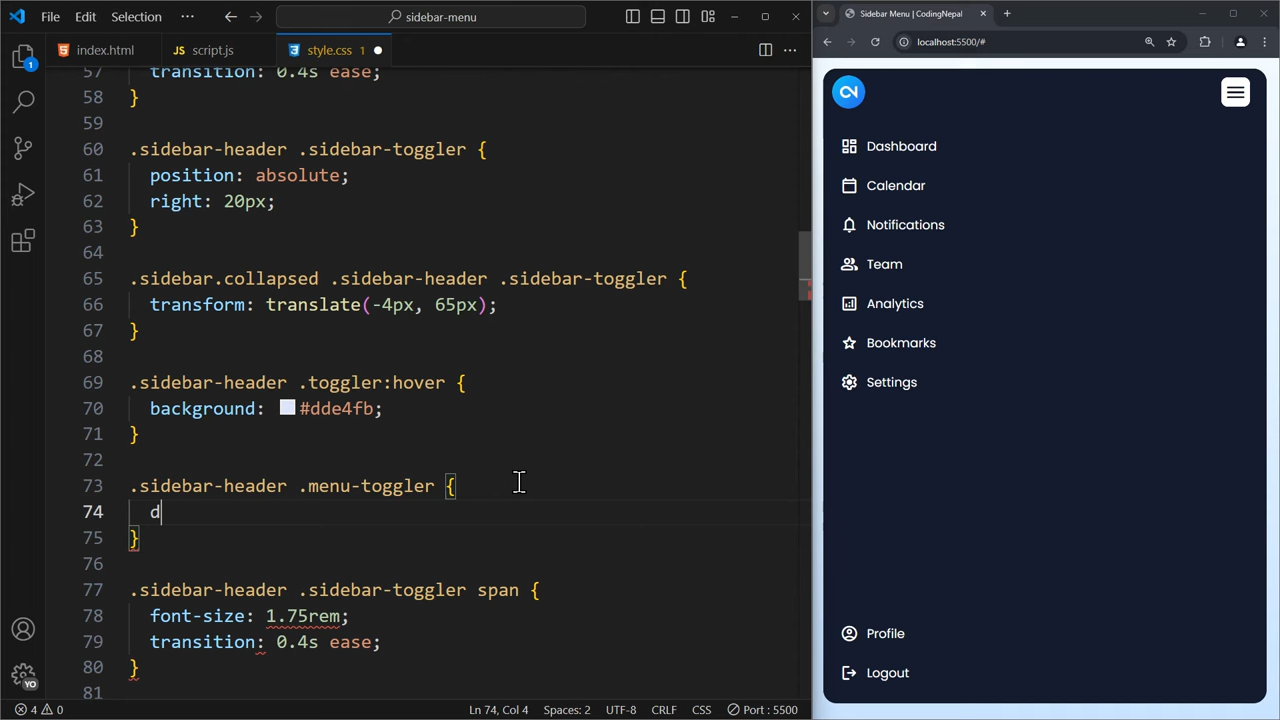 File Edit Selection ··· sidebar-menu
index.html JS script.js style.css 1
57 transition: 0.4s ease;
58 }
59
60 .sidebar-header .sidebar-toggler {
61 position: absolute;
62 right: 20px;
63 }
64
65 .sidebar.collapsed .sidebar-header .sidebar-toggler {
66 transform: translate(-4px, 65px);
67 }
68
69 .sidebar-header .toggler:hover {
70 background: #dde4fb;
71 }
72
73 .sidebar-header .menu-toggler {
74 d
75 }
76
77 .sidebar-header .sidebar-toggler span {
78 font-size: 1.75rem;
79 transition: 0.4s ease;
80 }
81
1
YO
4 0 Ln 74, Col 4 Spaces: 2 UTF-8 CRLF CSS Port : 5500
Sidebar Menu | CodingNepal
localhost:5500/#
CN
Dashboard
Calendar
Notifications
Team
Analytics
Bookmarks
Settings
Profile
Logout